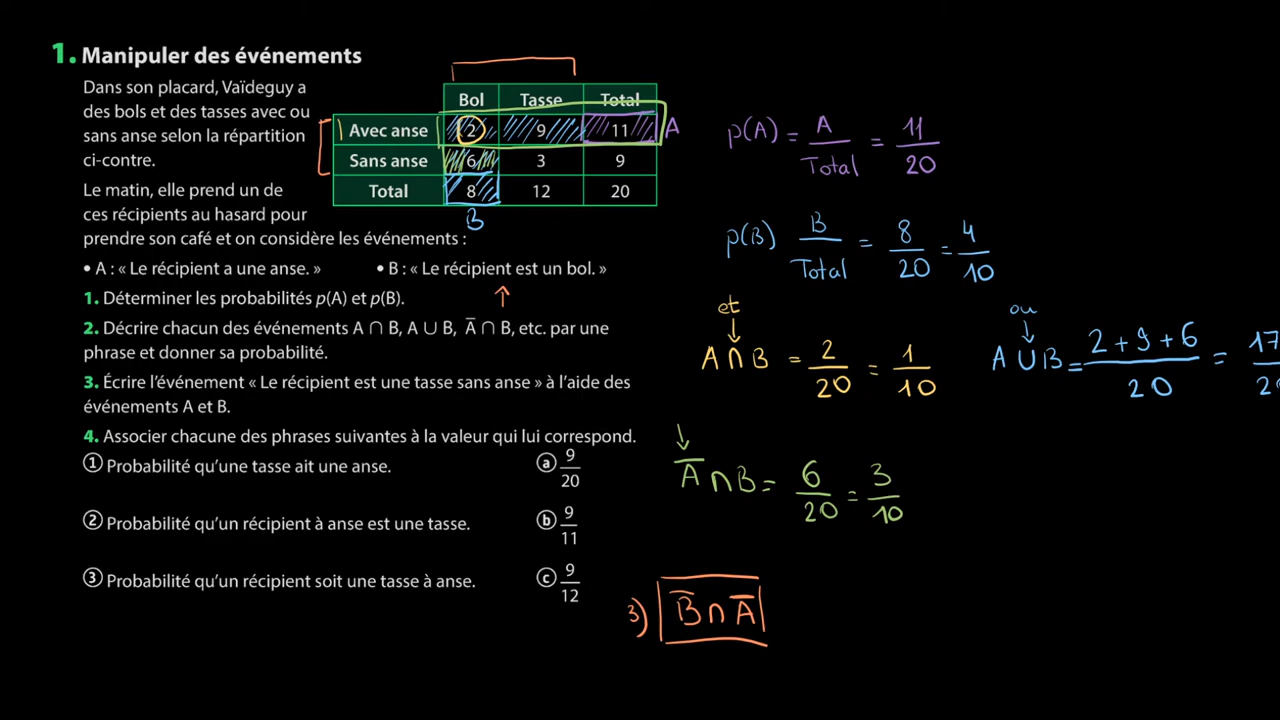 1. Manipuler des événements
Dans son placard, Vaïdeguy a
des bols et des tasses avec ou
sans anse selon la répartition
ci-contre.
Le matin, elle prend un de
ces récipients au hasard pour
prendre son café et on considère les événements :
Bol Tasse Total
Avec anse 2 9 11 A
Sans anse 6 3 9
Total 8 12 20
B
• A : « Le récipient a une anse. » • B : « Le récipient est un bol. »
1. Déterminer les probabilités p(A) et p(B).
2. Décrire chacun des événements A ∩ B, A ∪ B, A̅ ∩ B, etc. par une
phrase et donner sa probabilité.
3. Écrire l'événement « Le récipient est une tasse sans anse » à l'aide des
événements A et B.
4. Associer chacune des phrases suivantes à la valeur qui lui correspond.
① Probabilité qu'une tasse ait une anse. ⓐ 9/20
② Probabilité qu'un récipient à anse est une tasse. ⓑ 9/11
③ Probabilité qu'un récipient soit une tasse à anse. ⓒ 9/12
p(A) = A/Total = 11/20
p(B) B/Total = 8/20 = 4/10
et
A ∩ B = 2/20 = 1/10
ou
A ∪ B = (2 + 9 + 6)/20 = 17/20
A̅ ∩ B = 6/20 = 3/10
3) B̅ ∩ A̅